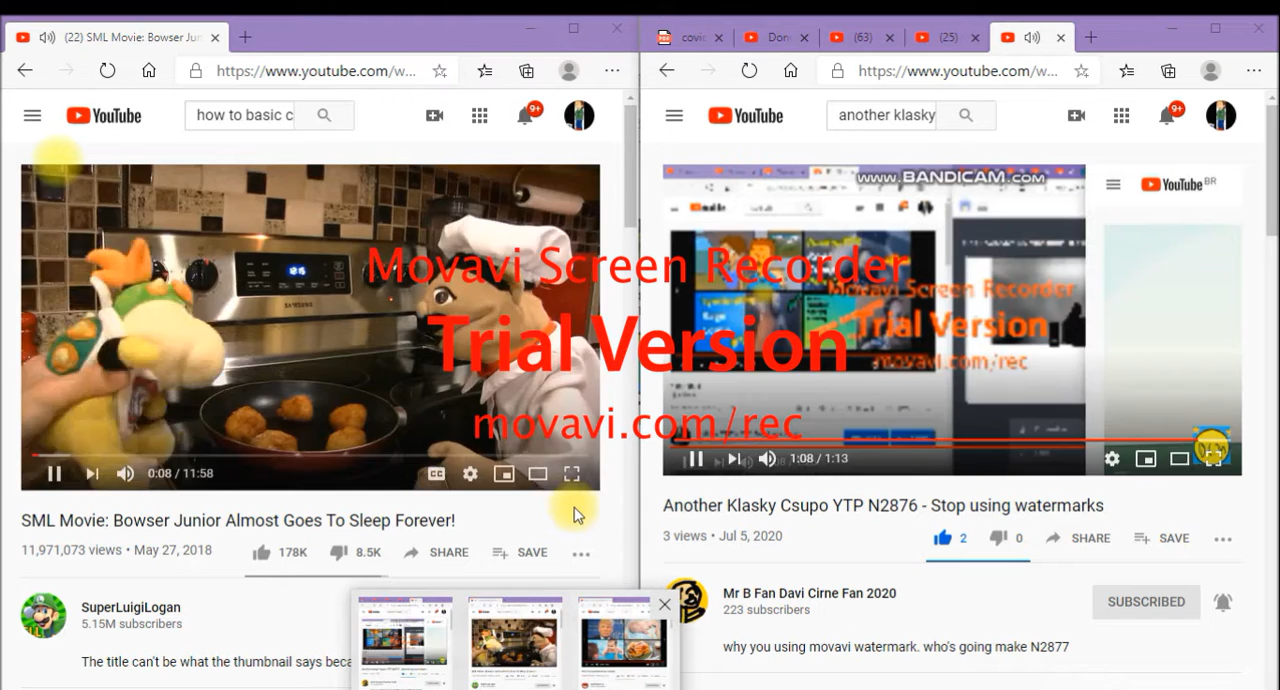 (22) SML Movie: Bowser Jun
https://www.youtube.com/w...
YouTube
how to basic c
9+
SAMSUNG
0:08 / 11:58
CC
SML Movie: Bowser Junior Almost Goes To Sleep Forever!
11,971,073 views • May 27, 2018
178K
8.5K
SHARE
SAVE
SuperLuigiLogan
5.15M subscribers
The title can't be what the thumbnail says beca
Movavi Screen Recorder
Trial Version
movavi.com/rec
PDF
covid
Don
(63)
(25)
https://www.youtube.com/w...
YouTube
another klasky
9+
www.BANDICAM.com
YouTube BR
Movavi Screen Recorder
Trial Version
movavi.com/rec
1:08 / 1:13
Another Klasky Csupo YTP N2876 - Stop using watermarks
3 views • Jul 5, 2020
2
0
SHARE
SAVE
Mr B Fan Davi Cirne Fan 2020
223 subscribers
SUBSCRIBED
why you using movavi watermark. who's going make N2877